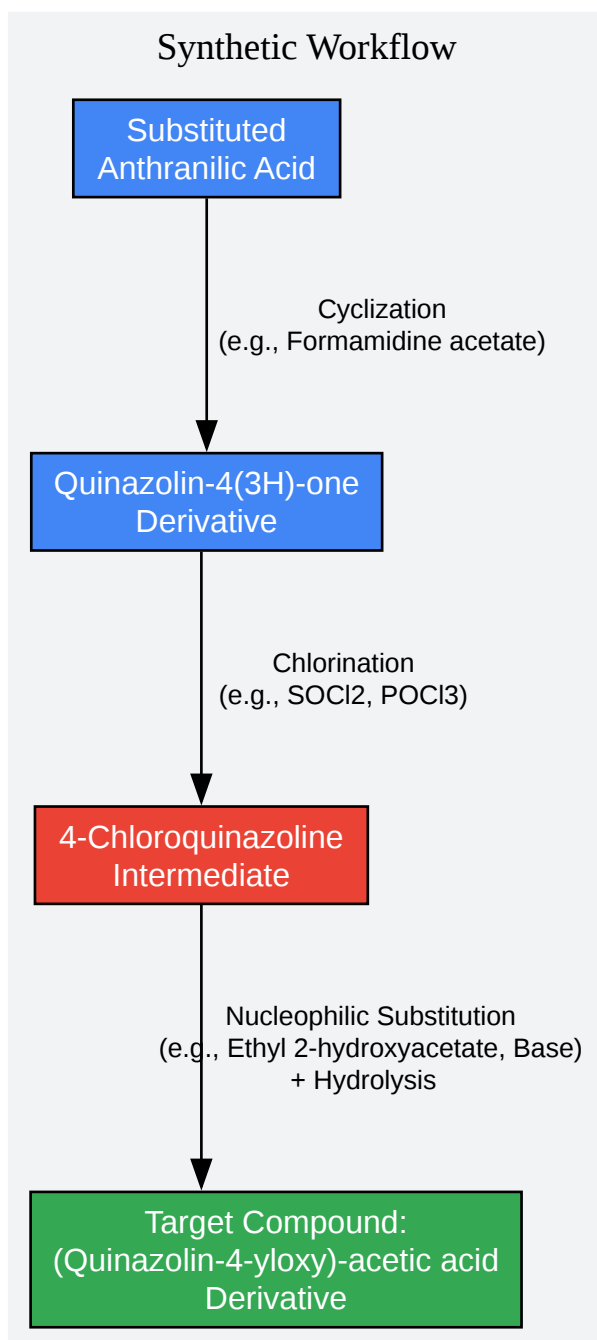 Synthetic Workflow
Substituted
Anthranilic Acid
Cyclization
(e.g., Formamidine acetate)
Quinazolin-4(3H)-one
Derivative
Chlorination
(e.g., SOCl2, POCl3)
4-Chloroquinazoline
Intermediate
Nucleophilic Substitution
(e.g., Ethyl 2-hydroxyacetate, Base)
+ Hydrolysis
Target Compound:
(Quinazolin-4-yloxy)-acetic acid
Derivative